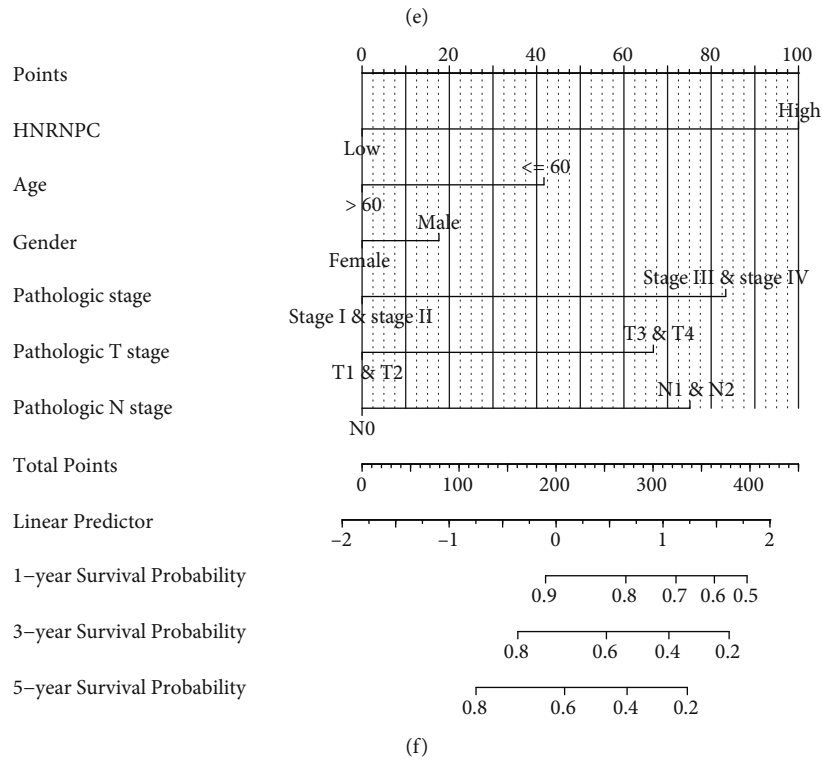 (e)
Points 0 20 40 60 80 100
High
HNRNPC
Low
<= 60
Age
> 60
Male
Gender
Female
Stage III & stage IV
Pathologic stage
Stage I & stage II
T3 & T4
Pathologic T stage
T1 & T2
N1 & N2
Pathologic N stage
N0
Total Points
0 100 200 300 400
Linear Predictor
−2 −1 0 1 2
1−year Survival Probability
0.9 0.8 0.7 0.6 0.5
3−year Survival Probability
0.8 0.6 0.4 0.2
5−year Survival Probability
0.8 0.6 0.4 0.2
(f)